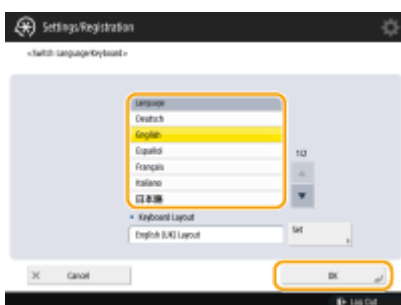 Settings/Registration
<Switch Language/Keyboard>
Language
Deutsch
English
Español
Français
Italiano
日本語
1/2
Keyboard Layout
English (UK) Layout
Set
Cancel
OK
Log Out